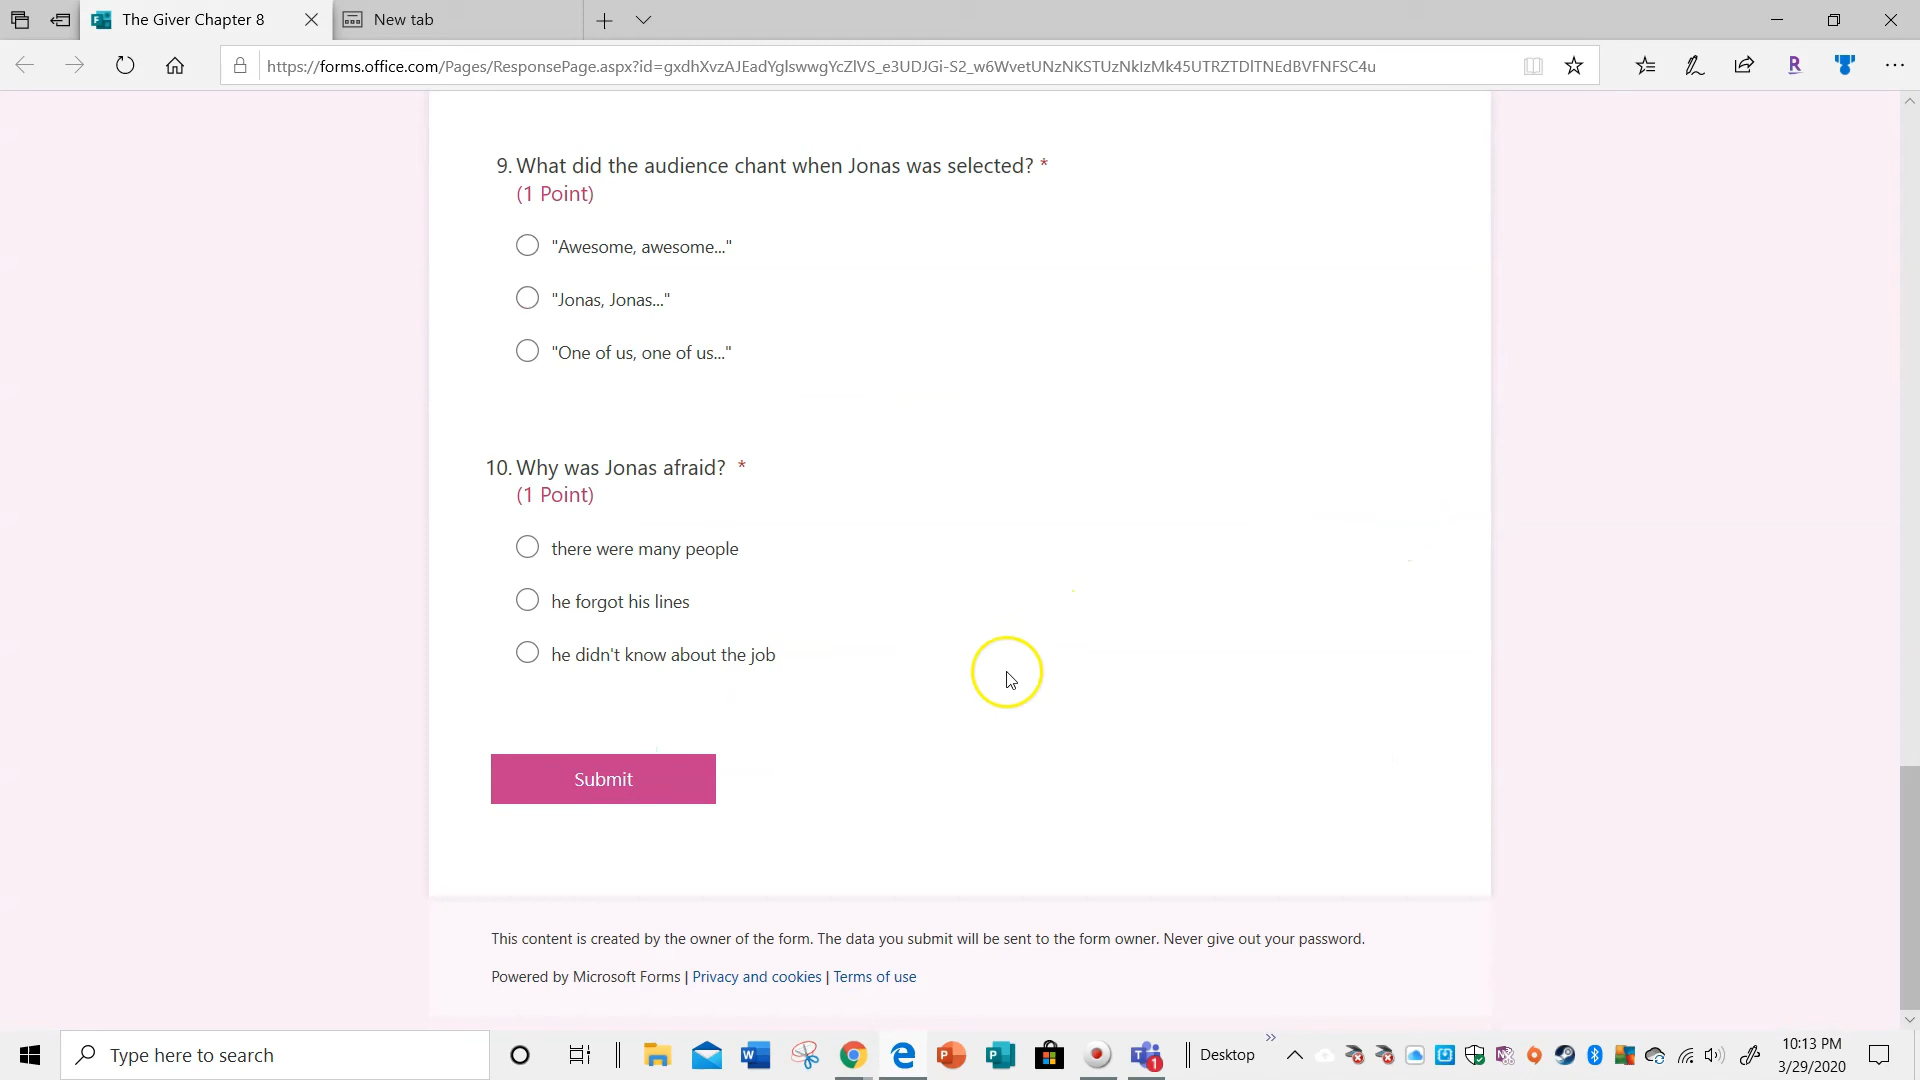 The Giver Chapter 8
New tab
https://forms.office.com/Pages/ResponsePage.aspx?id=gxdhXvzAJEadYglswwgYcZlVS_e3UDJGi-S2_w6WvetUNzNKSTUzNkIzMk45UTRZTDlTNEdBVFNFSC4u
9. What did the audience chant when Jonas was selected? *
(1 Point)
"Awesome, awesome..."
"Jonas, Jonas..."
"One of us, one of us..."
10. Why was Jonas afraid? *
(1 Point)
there were many people
he forgot his lines
he didn't know about the job
Submit
This content is created by the owner of the form. The data you submit will be sent to the form owner. Never give out your password.
Powered by Microsoft Forms | Privacy and cookies | Terms of use
Type here to search
Desktop
10:13 PM
3/29/2020